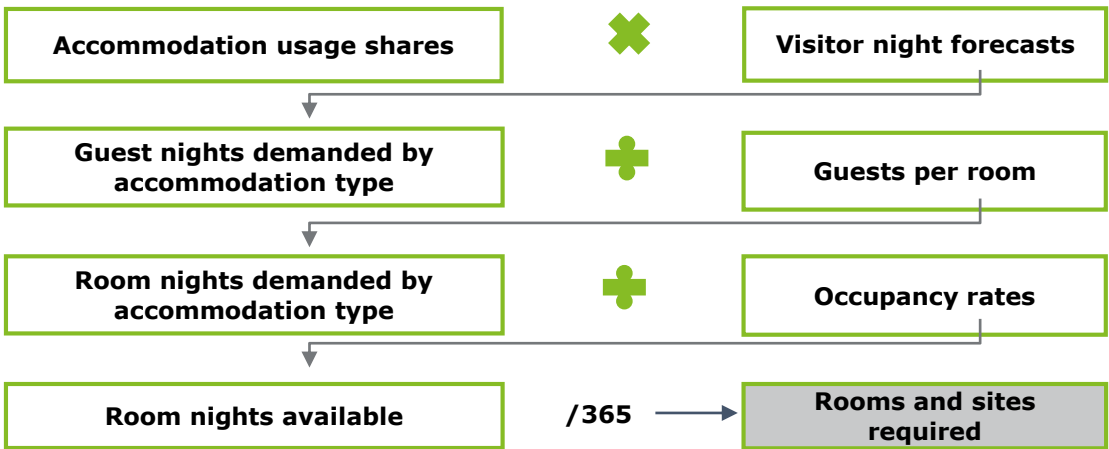 Accommodation usage shares
Visitor night forecasts
Guest nights demanded by
accommodation type
Guests per room
Room nights demanded by
accommodation type
Occupancy rates
Room nights available
/365
Rooms and sites
required